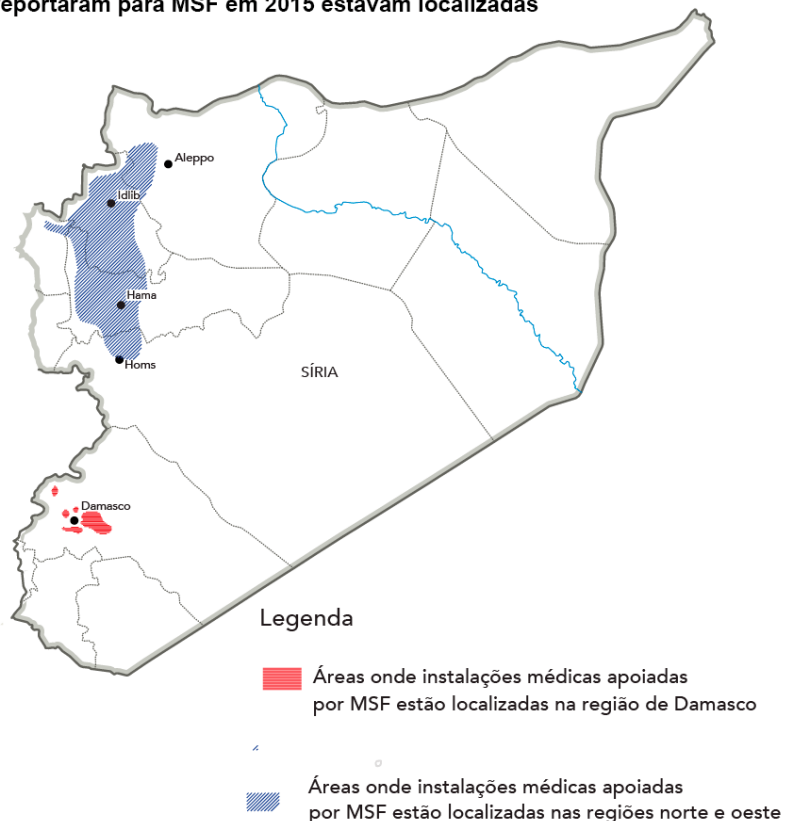 reportaram para MSF em 2015 estavam localizadas
Aleppo
Idlib
Hama
Homs
SÍRIA
Damasco
Legenda
Áreas onde instalações médicas apoiadas
por MSF estão localizadas na região de Damasco
Áreas onde instalações médicas apoiadas
por MSF estão localizadas nas regiões norte e oeste